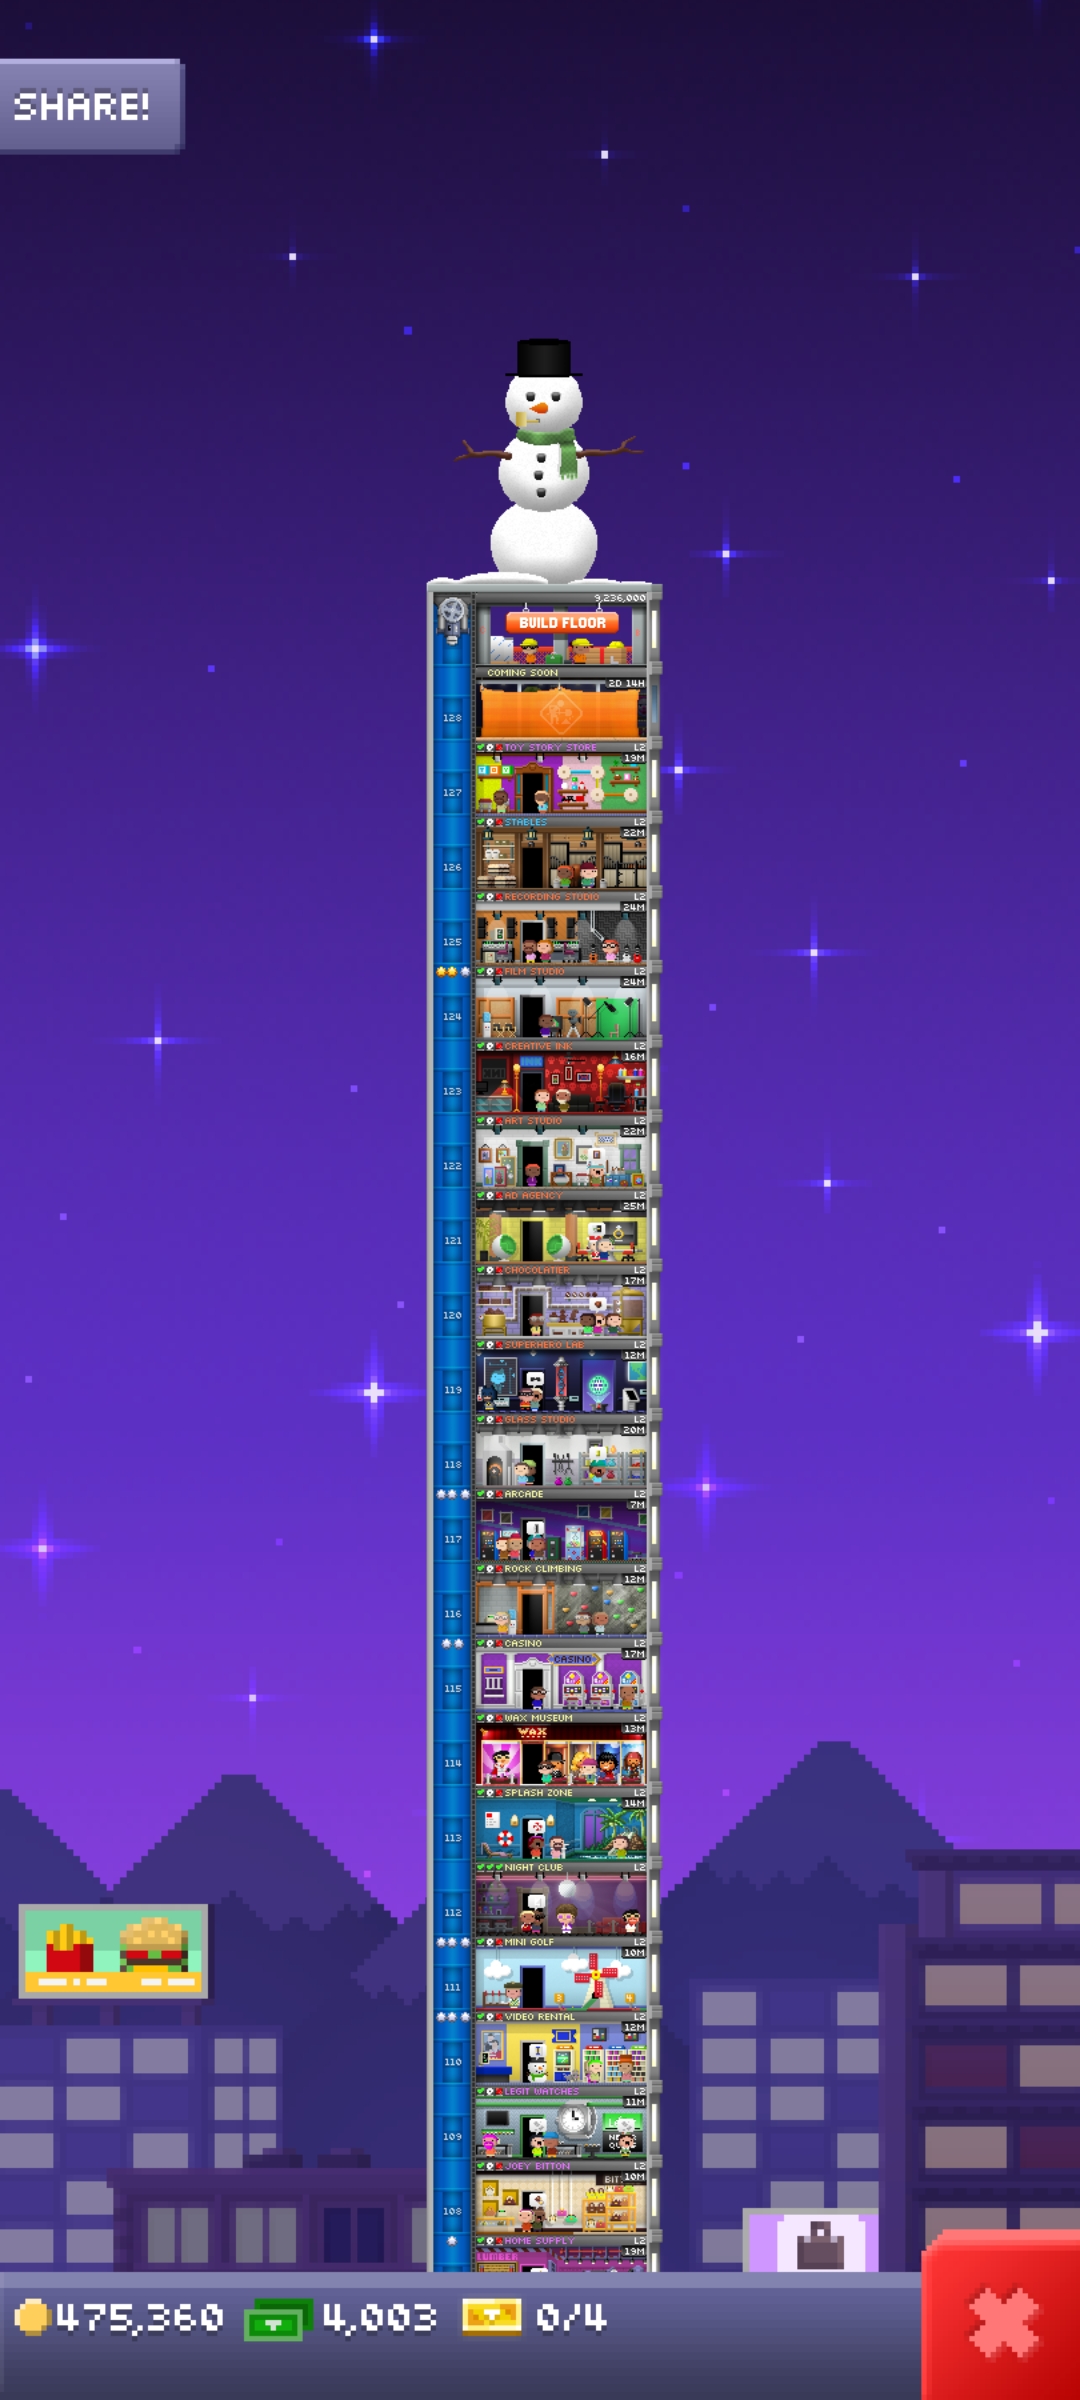 SHARE!
9,236,000
BUILD FLOOR
COMING SOON
2D 14H
128
TOY STORY STORE L2
19M
127
STABLES L2
22M
126
RECORDING STUDIO L2
24M
125
FILM STUDIO L2
24M
124
CREATIVE INK L2
16M
INK
123
ART STUDIO L2
22M
122
AD AGENCY L2
25M
121
CHOCOLATIER L2
17M
120
SUPERHERO LAB L2
12M
119
GLASS STUDIO L2
20M
118
ARCADE L2
7M
117
ROCK CLIMBING L2
12M
116
CASINO L2
17M
CASINO
115
WAX MUSEUM L2
13M
WAX
114
SPLASH ZONE L2
14M
113
NIGHT CLUB L2
112
MINI GOLF L2
10M
111
VIDEO RENTAL L2
12M
110
LEGIT WATCHES L2
11M
109
JOEY BITTON L2
10M
BIT
108
HOME SUPPLY L2
19M
LUMBER
475,360 4,003 0/4